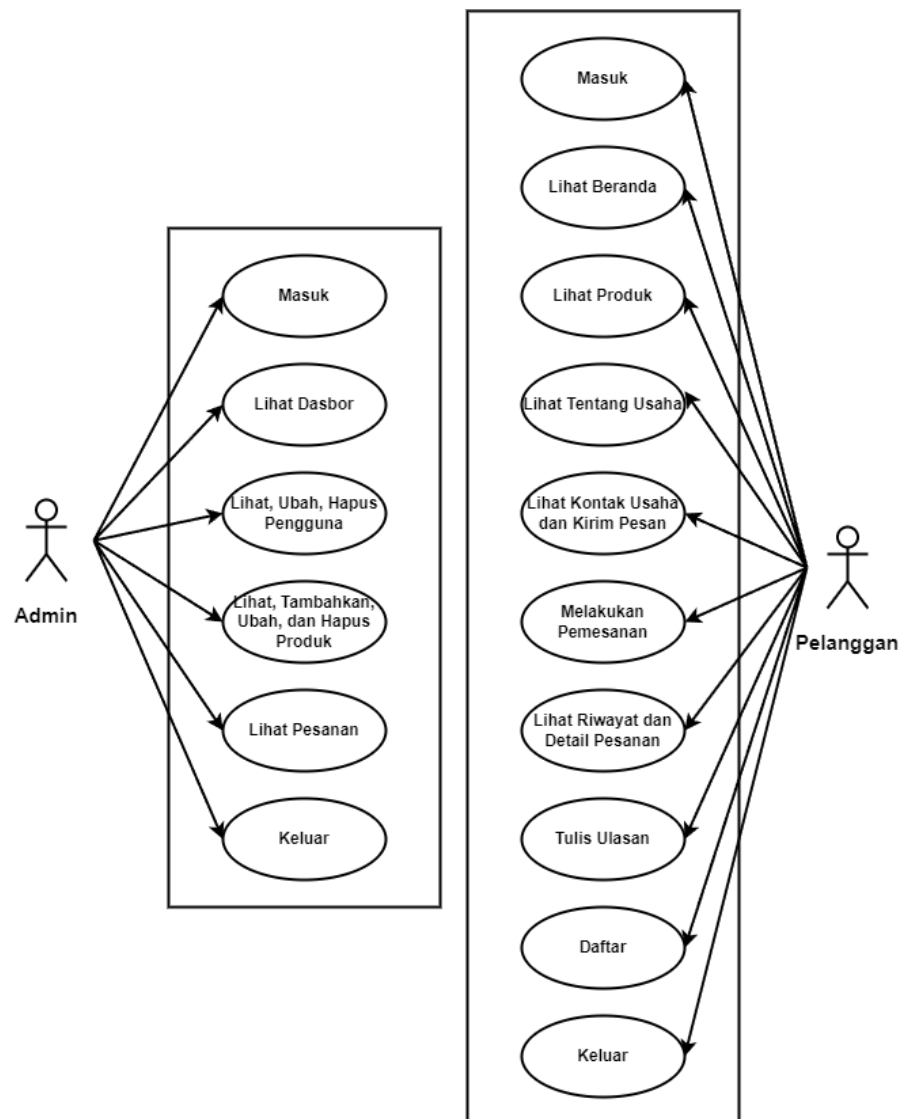 Masuk
Lihat Dasbor
Lihat, Ubah, Hapus
Pengguna
Lihat, Tambahkan,
Ubah, dan Hapus
Produk
Lihat Pesanan
Keluar
Admin
Masuk
Lihat Beranda
Lihat Produk
Lihat Tentang Usaha
Lihat Kontak Usaha
dan Kirim Pesan
Melakukan
Pemesanan
Lihat Riwayat dan
Detail Pesanan
Tulis Ulasan
Daftar
Keluar
Pelanggan